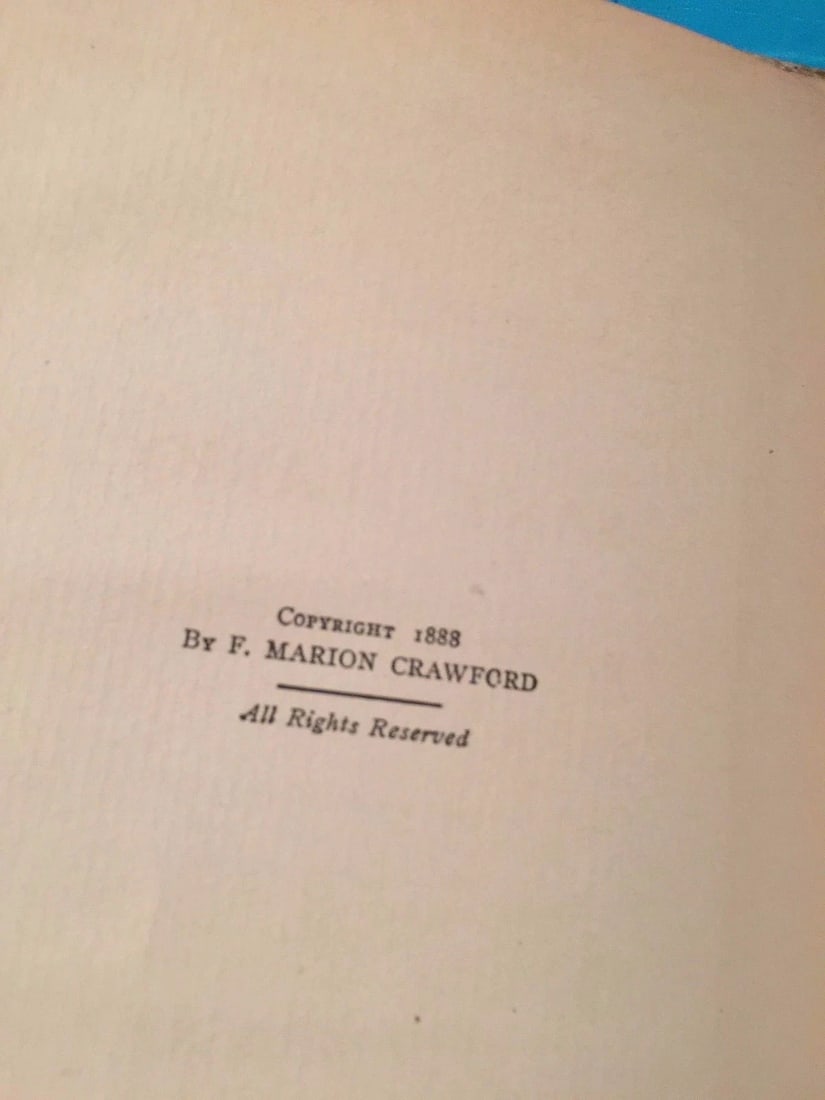 COPYRIGHT 1888
BY F. MARION CRAWFORD
All Rights Reserved